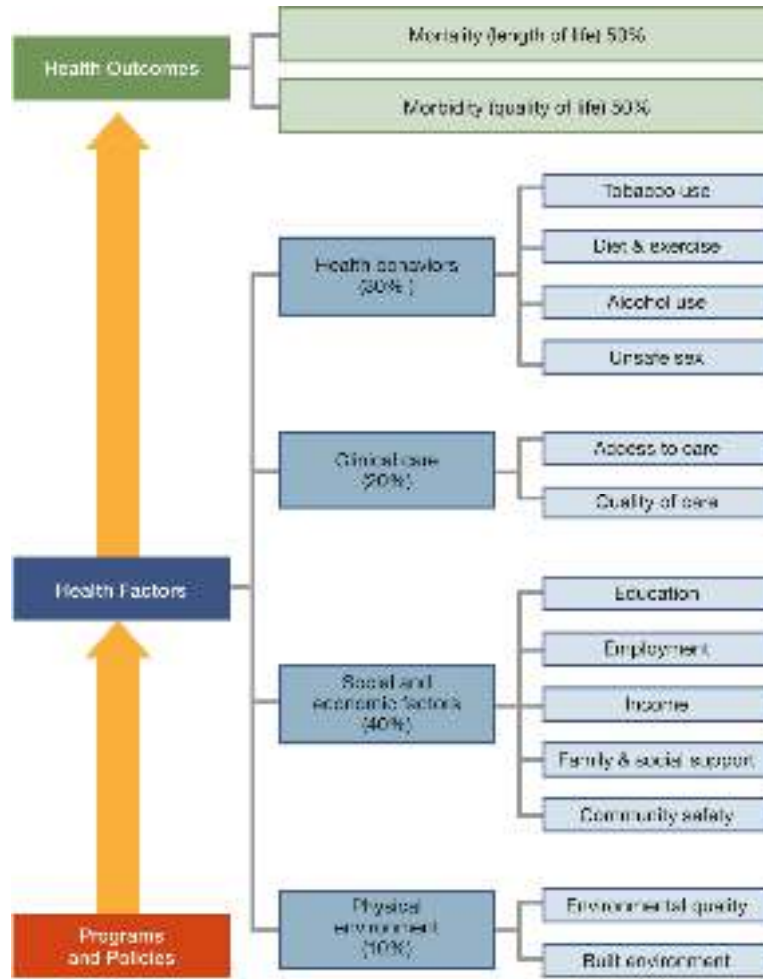 Health Outcomes
Mortality (length of life) 50%
Morbidity (quality of life) 50%
Tobacco use
Health behaviors
(30% )
Diet & exercise
Alcohol use
Unsafe sex
Clinical care
(20%)
Access to care
Quality of care
Health Factors
Social and
economic factors
(40%)
Education
Employment
Income
Family & social support
Community safety
Programs
and Policies
Physical
environment
(10%)
Environmental quality
Built environment